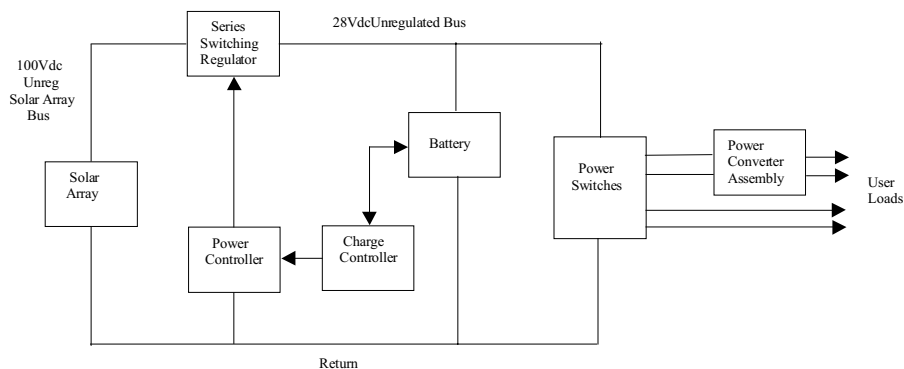 Series
Switching
Regulator
28VdcUnregulated Bus
100Vdc
Unreg
Solar Array
Bus
Solar
Array
Battery
Power
Controller
Charge
Controller
Power
Switches
Power
Converter
Assembly
User
Loads
Return